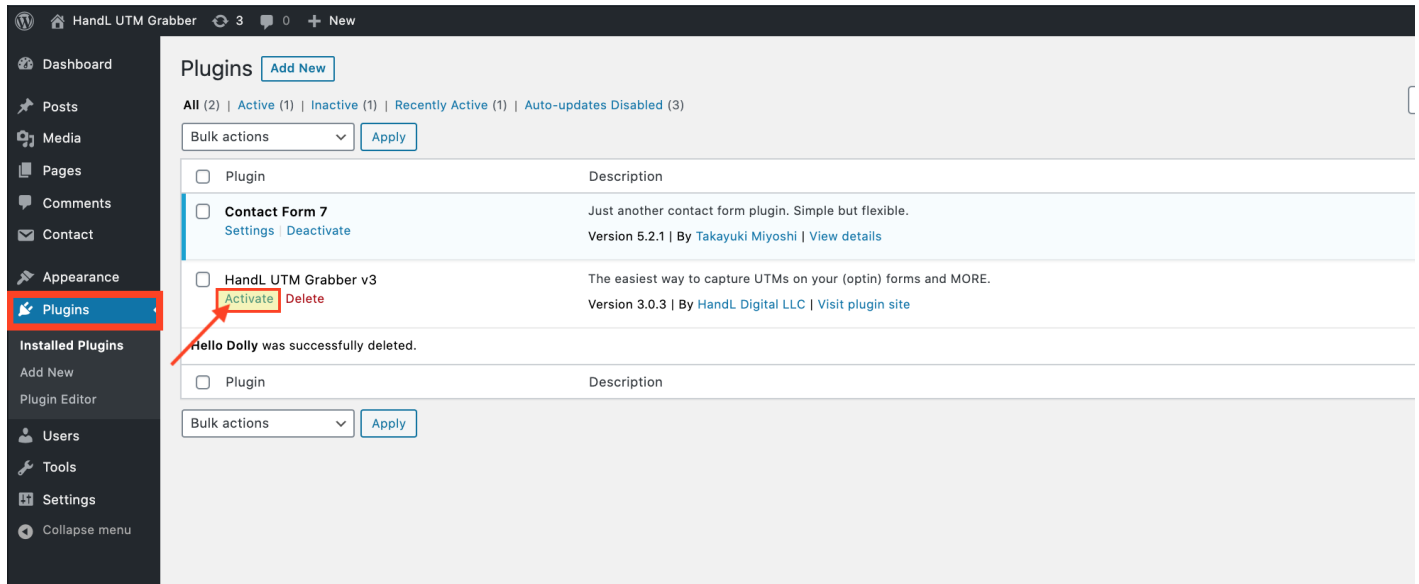 HandL UTM Grabber 3 0 + New
Dashboard
Posts
Media
Pages
Comments
Contact
Appearance
Plugins
Installed Plugins
Add New
Plugin Editor
Users
Tools
Settings
Collapse menu
Plugins Add New
All (2) | Active (1) | Inactive (1) | Recently Active (1) | Auto-updates Disabled (3)
Bulk actions Apply
Plugin Description
Contact Form 7 Just another contact form plugin. Simple but flexible.
Settings | Deactivate Version 5.2.1 | By Takayuki Miyoshi | View details
HandL UTM Grabber v3 The easiest way to capture UTMs on your (optin) forms and MORE.
Activate Delete Version 3.0.3 | By HandL Digital LLC | Visit plugin site
Hello Dolly was successfully deleted.
Plugin Description
Bulk actions Apply